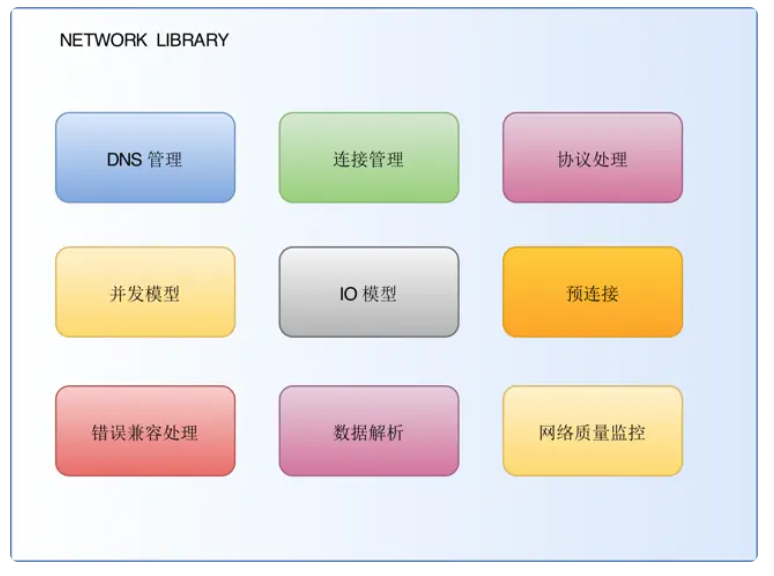 NETWORK LIBRARY
DNS 管理
连接管理
协议处理
并发模型
IO 模型
预连接
错误兼容处理
数据解析
网络质量监控